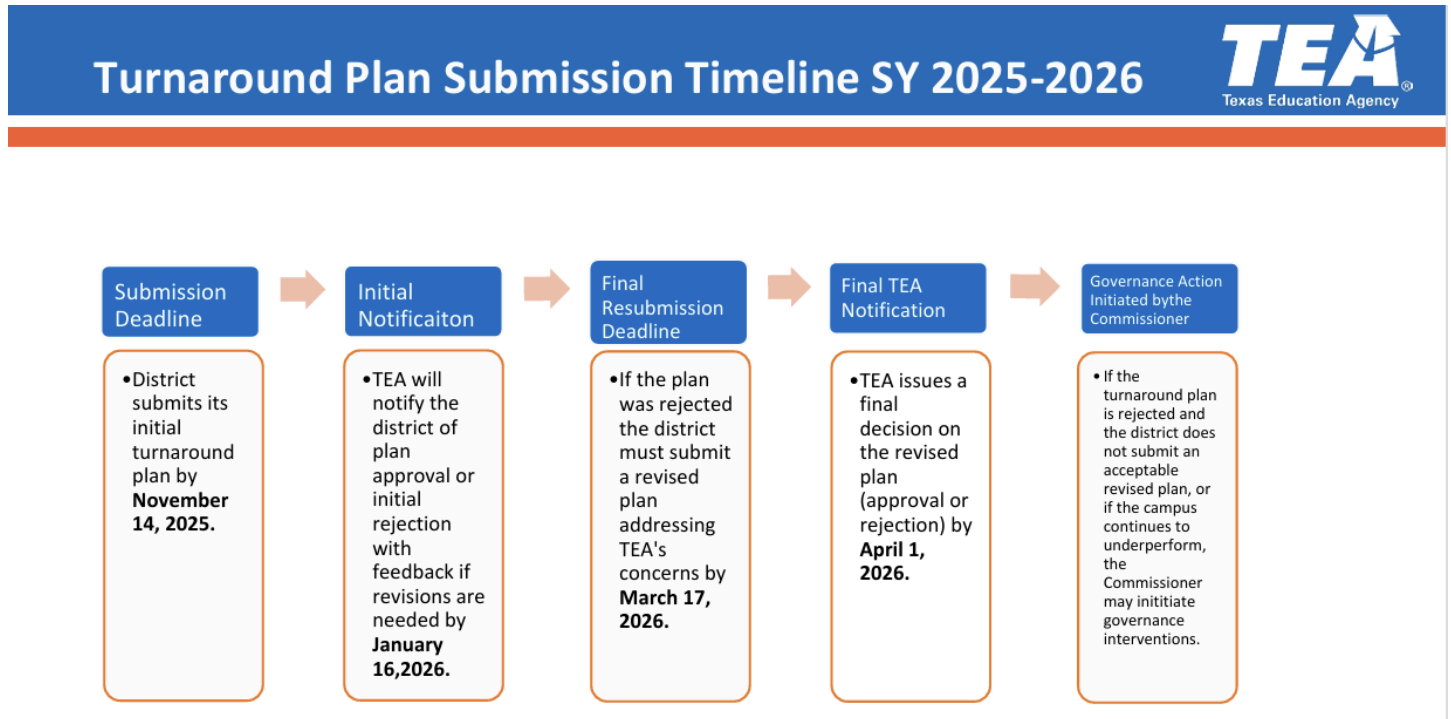 Turnaround Plan Submission Timeline SY 2025-2026
TEA®
Texas Education Agency
Submission
Deadline
•District
submits its
initial
turnaround
plan by
November
14, 2025.
Initial
Notificaiton
•TEA will
notify the
district of
plan
approval or
initial
rejection
with
feedback if
revisions are
needed by
January
16,2026.
Final
Resubmission
Deadline
•If the plan
was rejected
the district
must submit
a revised
plan
addressing
TEA's
concerns by
March 17,
2026.
Final TEA
Notification
•TEA issues a
final
decision on
the revised
plan
(approval or
rejection) by
April 1,
2026.
Governance Action
Initiated bythe
Commissioner
• If the
turnaround plan
is rejected and
the district does
not submit an
acceptable
revised plan, or
if the campus
continues to
underperform,
the
Commissioner
may inititiate
governance
interventions.